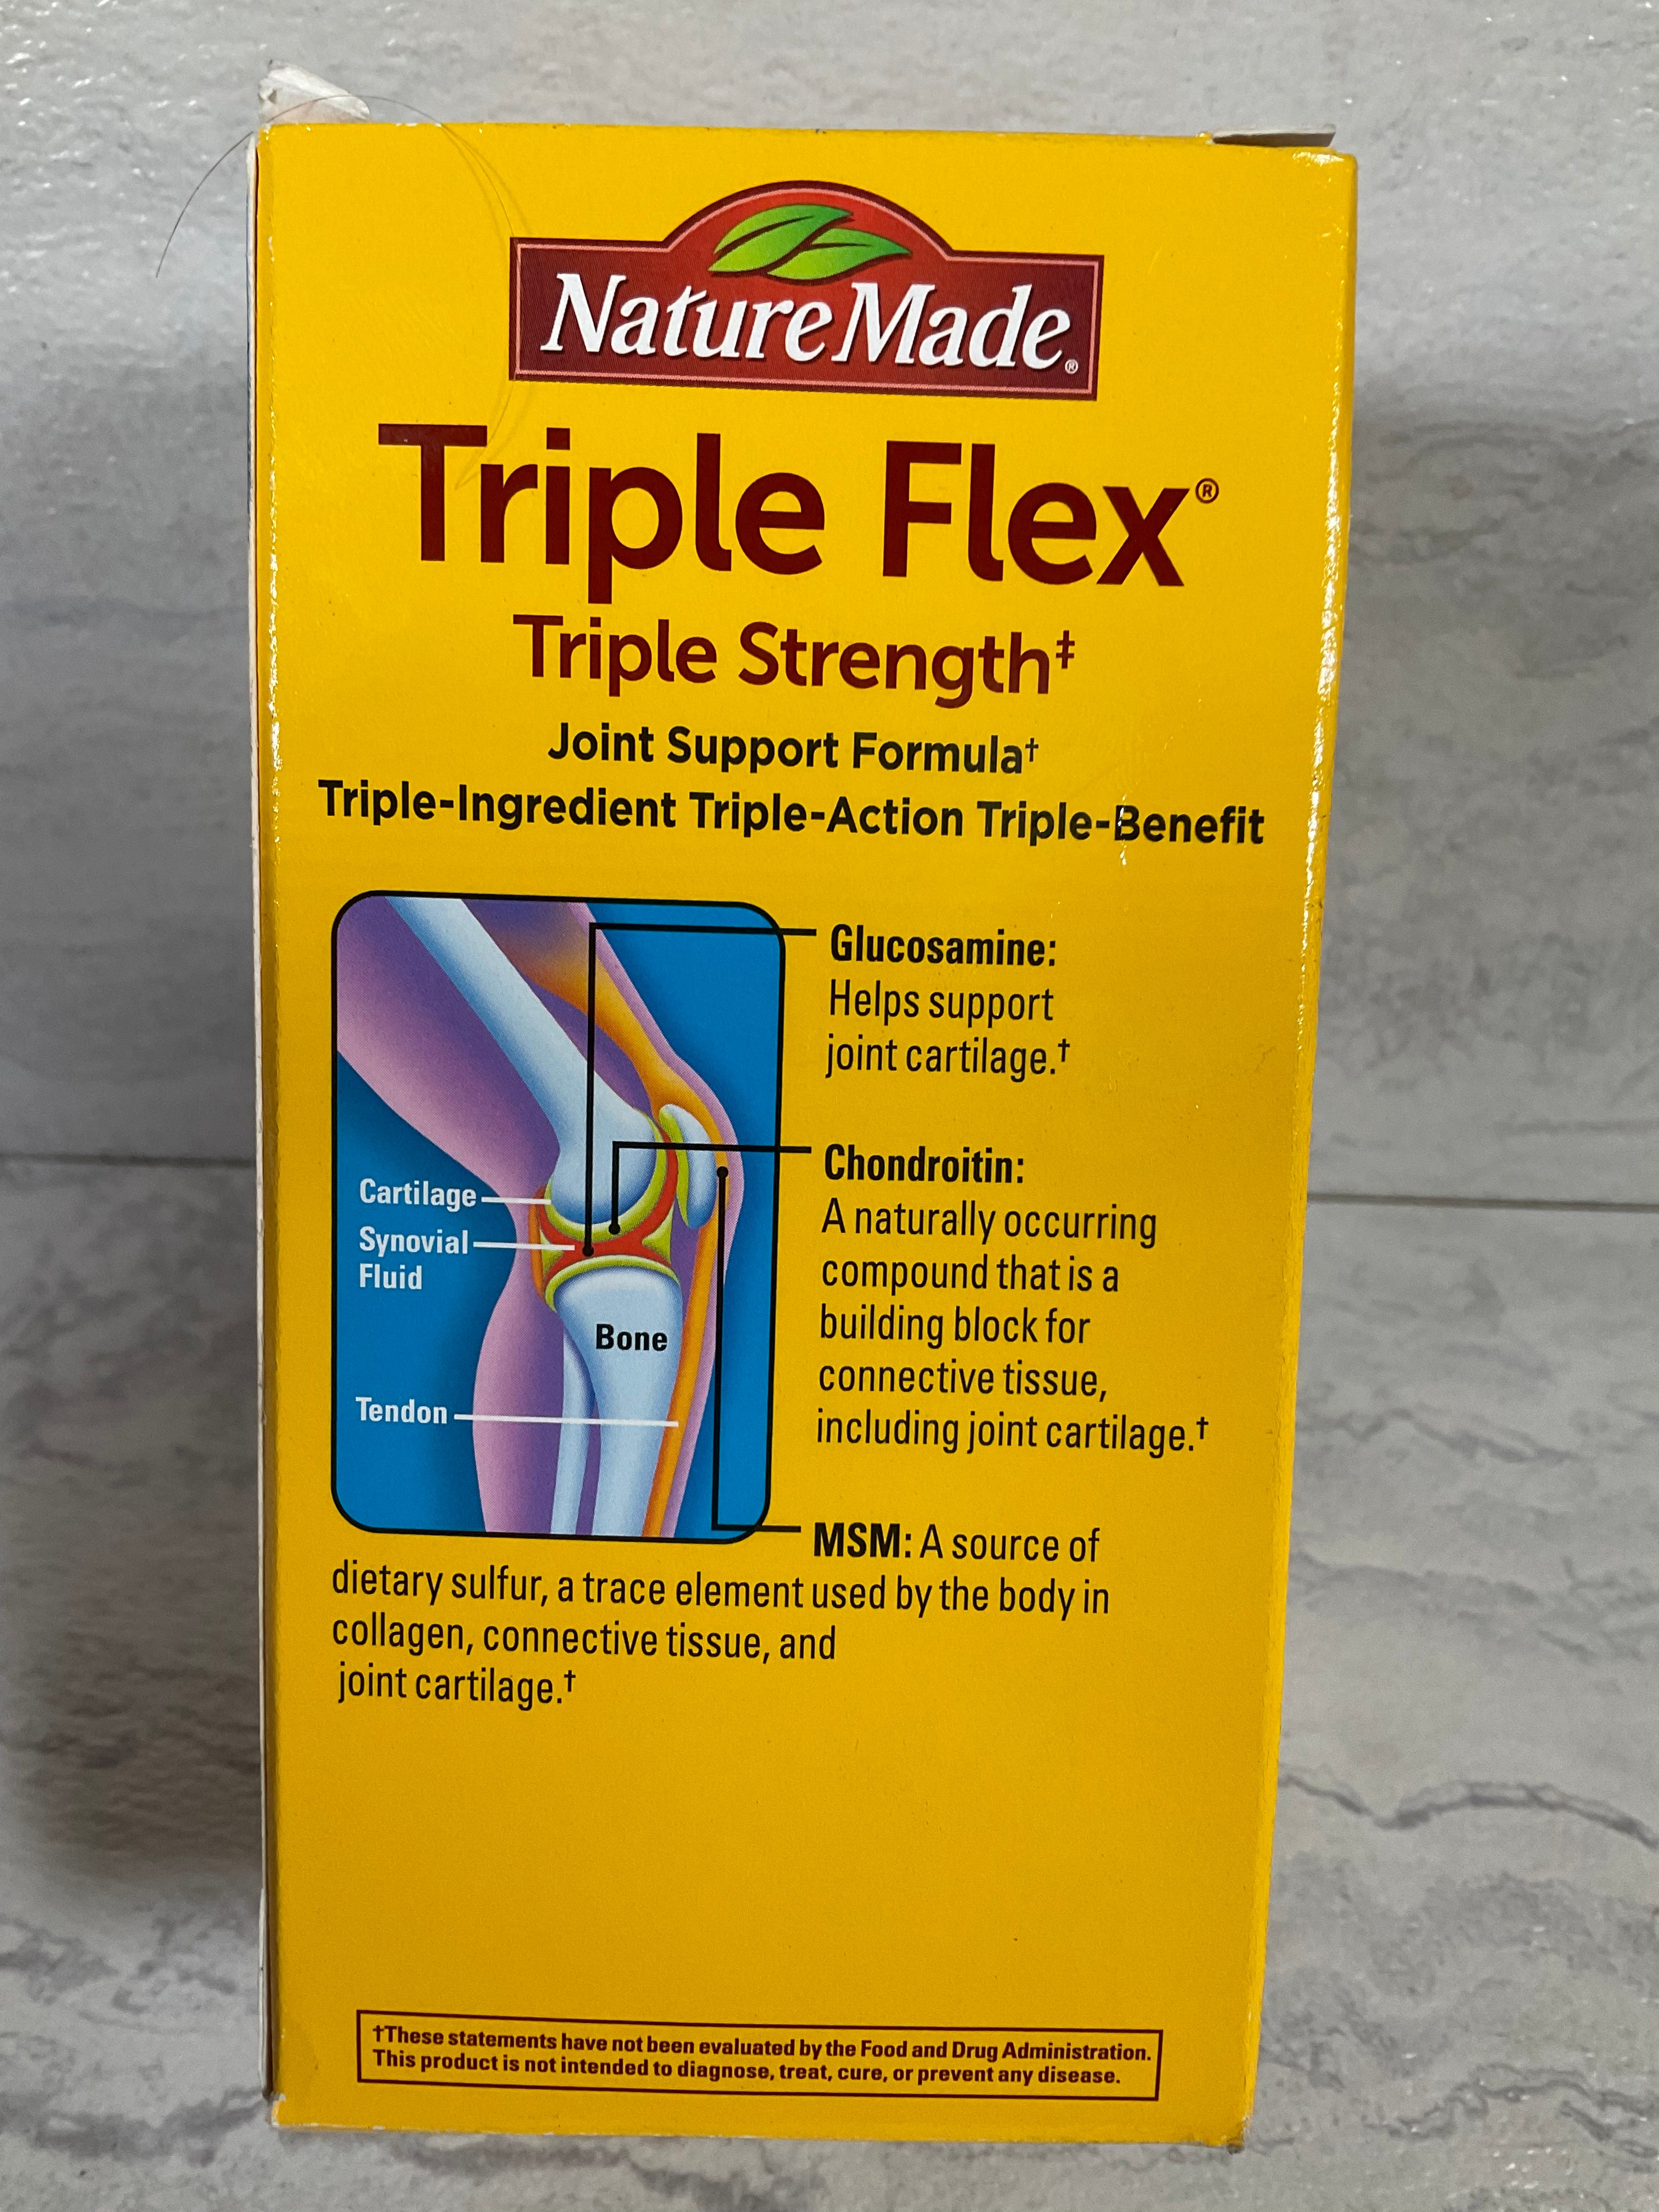 Nature Made®
Triple Flex®
Triple Strength‡
Joint Support Formula†
Triple-Ingredient Triple-Action Triple-Benefit
Glucosamine:
Helps support
joint cartilage.†
Chondroitin:
A naturally occurring
compound that is a
building block for
connective tissue,
including joint cartilage.†
Cartilage
Synovial
Fluid
Bone
Tendon
MSM: A source of
dietary sulfur, a trace element used by the body in
collagen, connective tissue, and
joint cartilage.†
†These statements have not been evaluated by the Food and Drug Administration.
This product is not intended to diagnose, treat, cure, or prevent any disease.